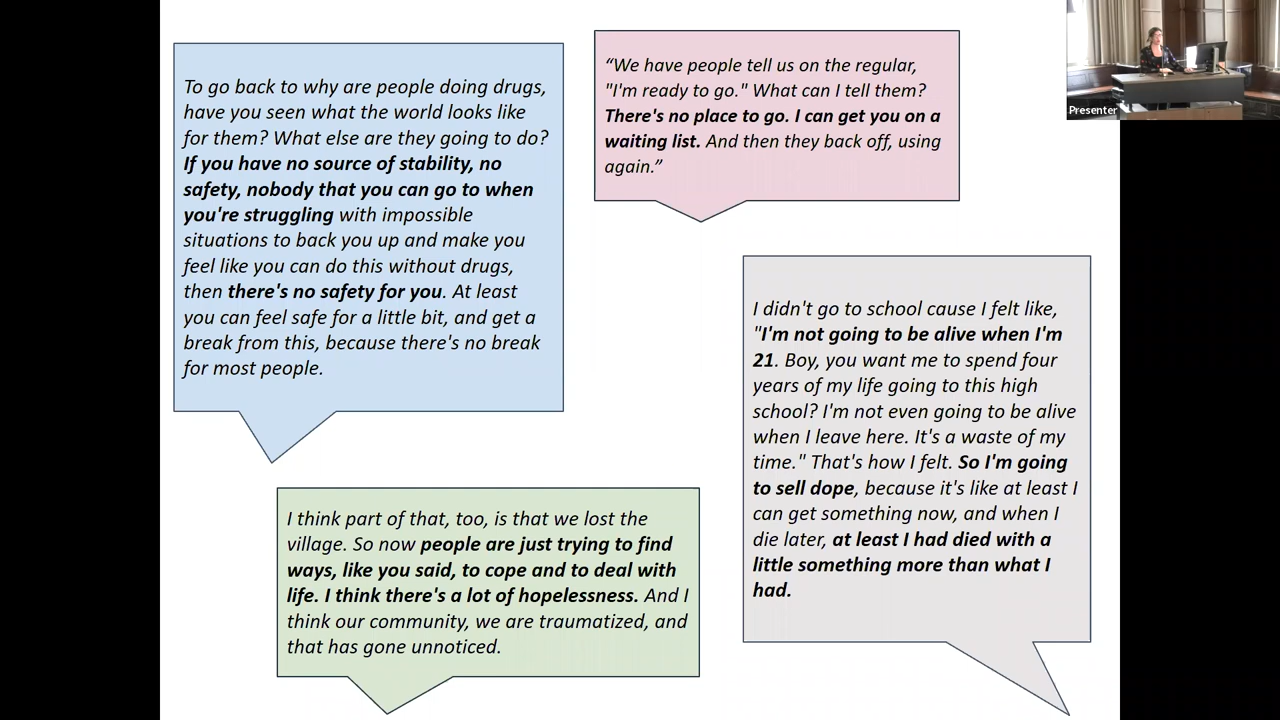 To go back to why are people doing drugs,
have you seen what the world looks like
for them? What else are they going to do?
If you have no source of stability, no
safety, nobody that you can go to when
you're struggling with impossible
situations to back you up and make you
feel like you can do this without drugs,
then there's no safety for you. At least
you can feel safe for a little bit, and get a
break from this, because there's no break
for most people.
“We have people tell us on the regular,
"I'm ready to go." What can I tell them?
There's no place to go. I can get you on a
waiting list. And then they back off, using
again.”
Presenter
I didn't go to school cause I felt like,
"I'm not going to be alive when I'm
21. Boy, you want me to spend four
years of my life going to this high
school? I'm not even going to be alive
when I leave here. It's a waste of my
time." That's how I felt. So I'm going
to sell dope, because it's like at least I
can get something now, and when I
die later, at least I had died with a
little something more than what I
had.
I think part of that, too, is that we lost the
village. So now people are just trying to find
ways, like you said, to cope and to deal with
life. I think there's a lot of hopelessness. And I
think our community, we are traumatized, and
that has gone unnoticed.